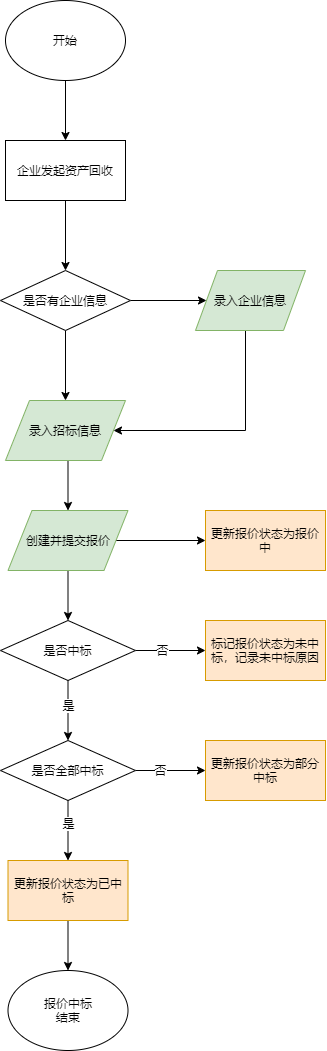 开始
企业发起资产回收
是否有企业信息
录入企业信息
录入招标信息
创建并提交报价
更新报价状态为报价
中
是否中标
否
标记报价状态为未中
标，记录未中标原因
是
是否全部中标
否
更新报价状态为部分
中标
是
更新报价状态为已中
标
报价中标
结束